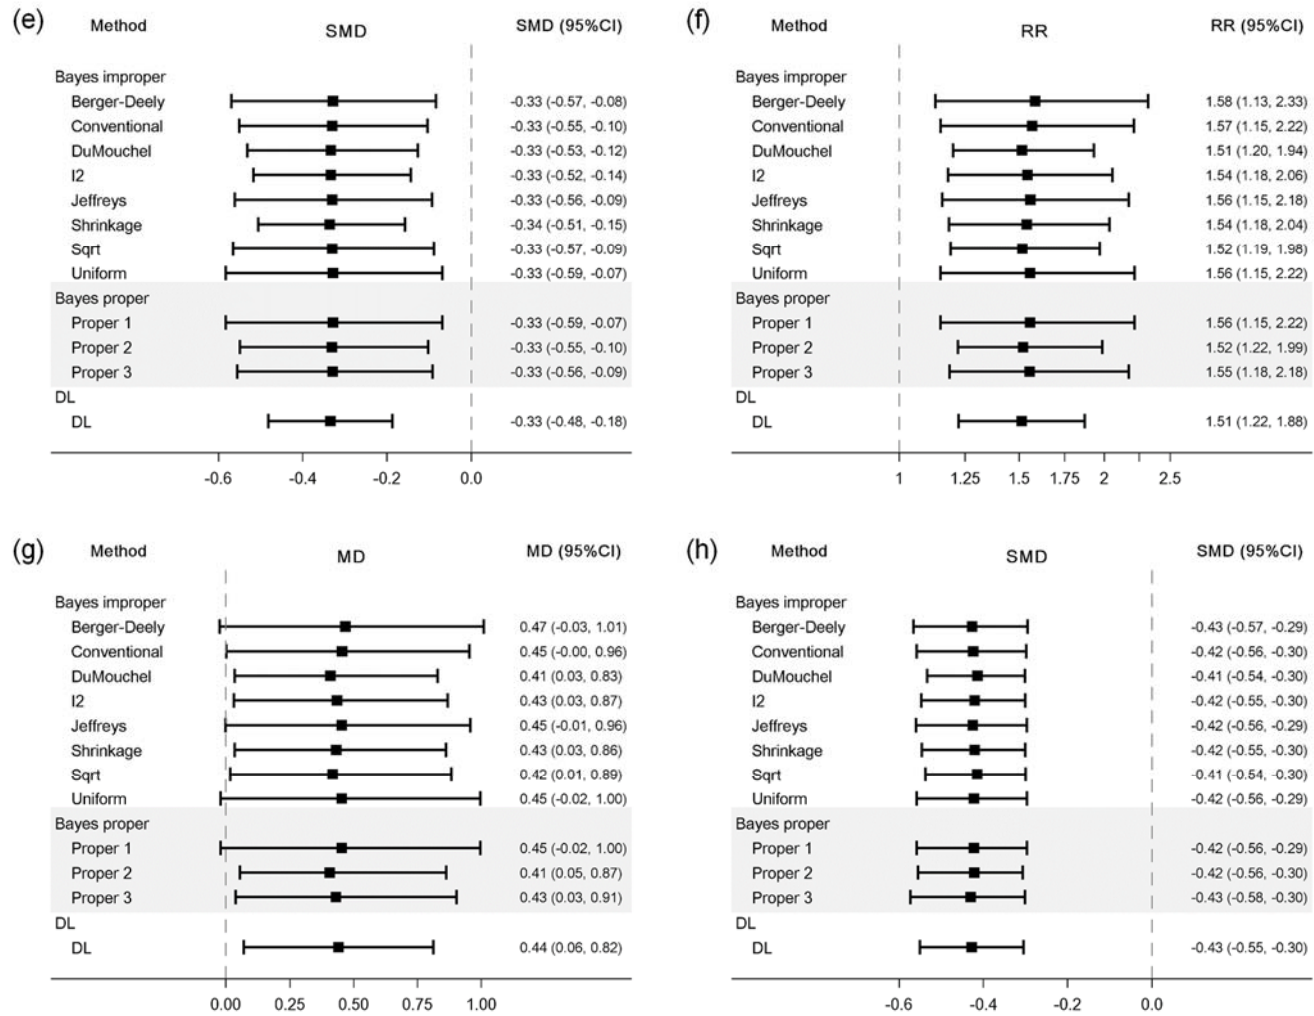 (e) Method SMD SMD (95%CI)
Bayes improper
Berger-Deely -0.33 (-0.57, -0.08)
Conventional -0.33 (-0.55, -0.10)
DuMouchel -0.33 (-0.53, -0.12)
I2 -0.33 (-0.52, -0.14)
Jeffreys -0.33 (-0.56, -0.09)
Shrinkage -0.34 (-0.51, -0.15)
Sqrt -0.33 (-0.57, -0.09)
Uniform -0.33 (-0.59, -0.07)
Bayes proper
Proper 1 -0.33 (-0.59, -0.07)
Proper 2 -0.33 (-0.55, -0.10)
Proper 3 -0.33 (-0.56, -0.09)
DL
DL -0.33 (-0.48, -0.18)
-0.6 -0.4 -0.2 0.0
(f) Method RR RR (95%CI)
Bayes improper
Berger-Deely 1.58 (1.13, 2.33)
Conventional 1.57 (1.15, 2.22)
DuMouchel 1.51 (1.20, 1.94)
I2 1.54 (1.18, 2.06)
Jeffreys 1.56 (1.15, 2.18)
Shrinkage 1.54 (1.18, 2.04)
Sqrt 1.52 (1.19, 1.98)
Uniform 1.56 (1.15, 2.22)
Bayes proper
Proper 1 1.56 (1.15, 2.22)
Proper 2 1.52 (1.22, 1.99)
Proper 3 1.55 (1.18, 2.18)
DL
DL 1.51 (1.22, 1.88)
1 1.25 1.5 1.75 2 2.5
(g) Method MD MD (95%CI)
Bayes improper
Berger-Deely 0.47 (-0.03, 1.01)
Conventional 0.45 (-0.00, 0.96)
DuMouchel 0.41 (0.03, 0.83)
I2 0.43 (0.03, 0.87)
Jeffreys 0.45 (-0.01, 0.96)
Shrinkage 0.43 (0.03, 0.86)
Sqrt 0.42 (0.01, 0.89)
Uniform 0.45 (-0.02, 1.00)
Bayes proper
Proper 1 0.45 (-0.02, 1.00)
Proper 2 0.41 (0.05, 0.87)
Proper 3 0.43 (0.03, 0.91)
DL
DL 0.44 (0.06, 0.82)
0.00 0.25 0.50 0.75 1.00
(h) Method SMD SMD (95%CI)
Bayes improper
Berger-Deely -0.43 (-0.57, -0.29)
Conventional -0.42 (-0.56, -0.30)
DuMouchel -0.41 (-0.54, -0.30)
I2 -0.42 (-0.55, -0.30)
Jeffreys -0.42 (-0.56, -0.29)
Shrinkage -0.42 (-0.55, -0.30)
Sqrt -0.41 (-0.54, -0.30)
Uniform -0.42 (-0.56, -0.29)
Bayes proper
Proper 1 -0.42 (-0.56, -0.29)
Proper 2 -0.42 (-0.56, -0.30)
Proper 3 -0.43 (-0.58, -0.30)
DL
DL -0.43 (-0.55, -0.30)
-0.6 -0.4 -0.2 0.0